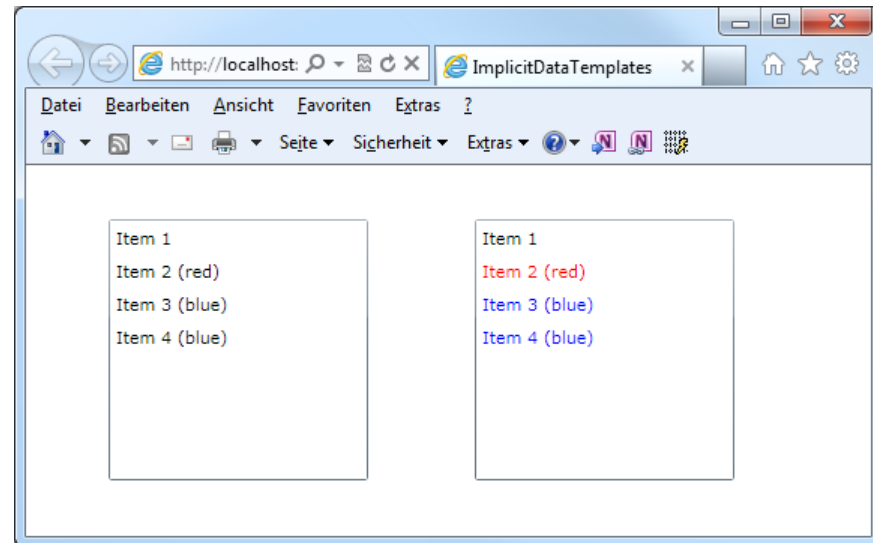 http://localhost:
ImplicitDataTemplates
Datei Bearbeiten Ansicht Favoriten Extras ?
Seite Sicherheit Extras
Item 1
Item 2 (red)
Item 3 (blue)
Item 4 (blue)
Item 1
Item 2 (red)
Item 3 (blue)
Item 4 (blue)